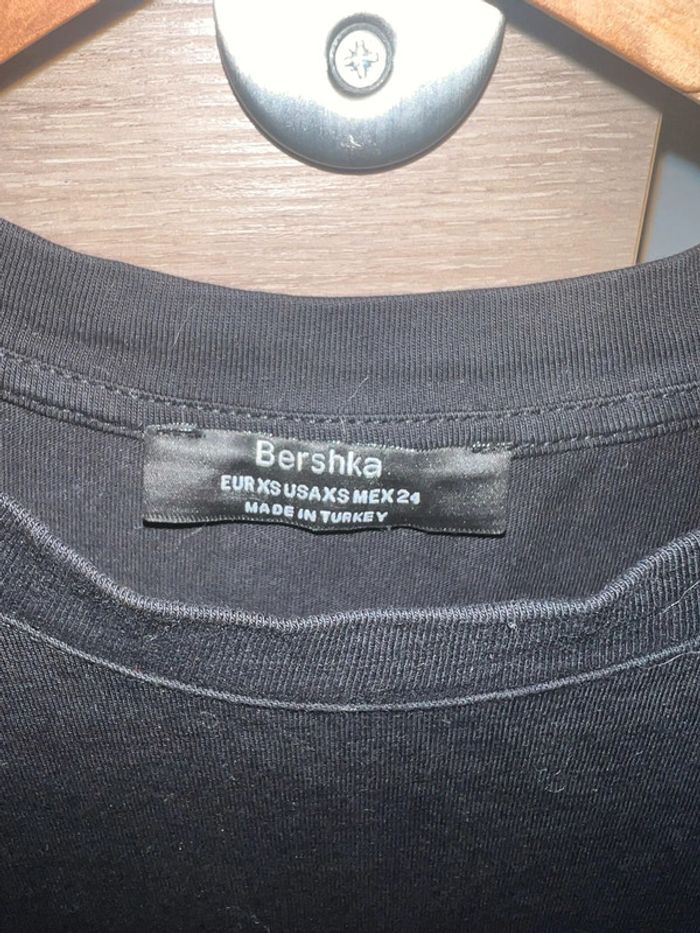 Bershka
EUR XS USA XS MEX 24
MADE IN TURKEY